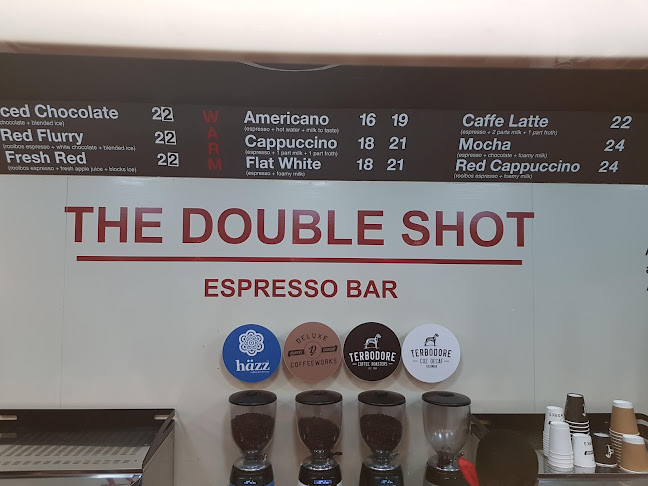 ced Chocolate 22
chocolate + blended ice)
Red Flurry 22
(rooibos espresso + white chocolate + blended ice)
Fresh Red 22
(rooibos espresso + fresh apple juice + blocks ice)
WARM
Americano 16 19
(espresso + hot water + milk to taste)
Cappuccino 18 21
(espresso + 1 part milk + 1 part froth)
Flat White 18 21
(espresso + foamy milk)
Caffe Latte 22
(espresso + 2 parts milk + 1 part froth)
Mocha 24
(espresso + chocolate + foamy milk)
Red Cappuccino 24
(rooibos espresso + foamy milk)
THE DOUBLE SHOT
ESPRESSO BAR
häzz
DELUXE
D
COFFEEWORKS
TERBODORE
COFFEE ROASTERS
TERBODORE
CO2 DECAF